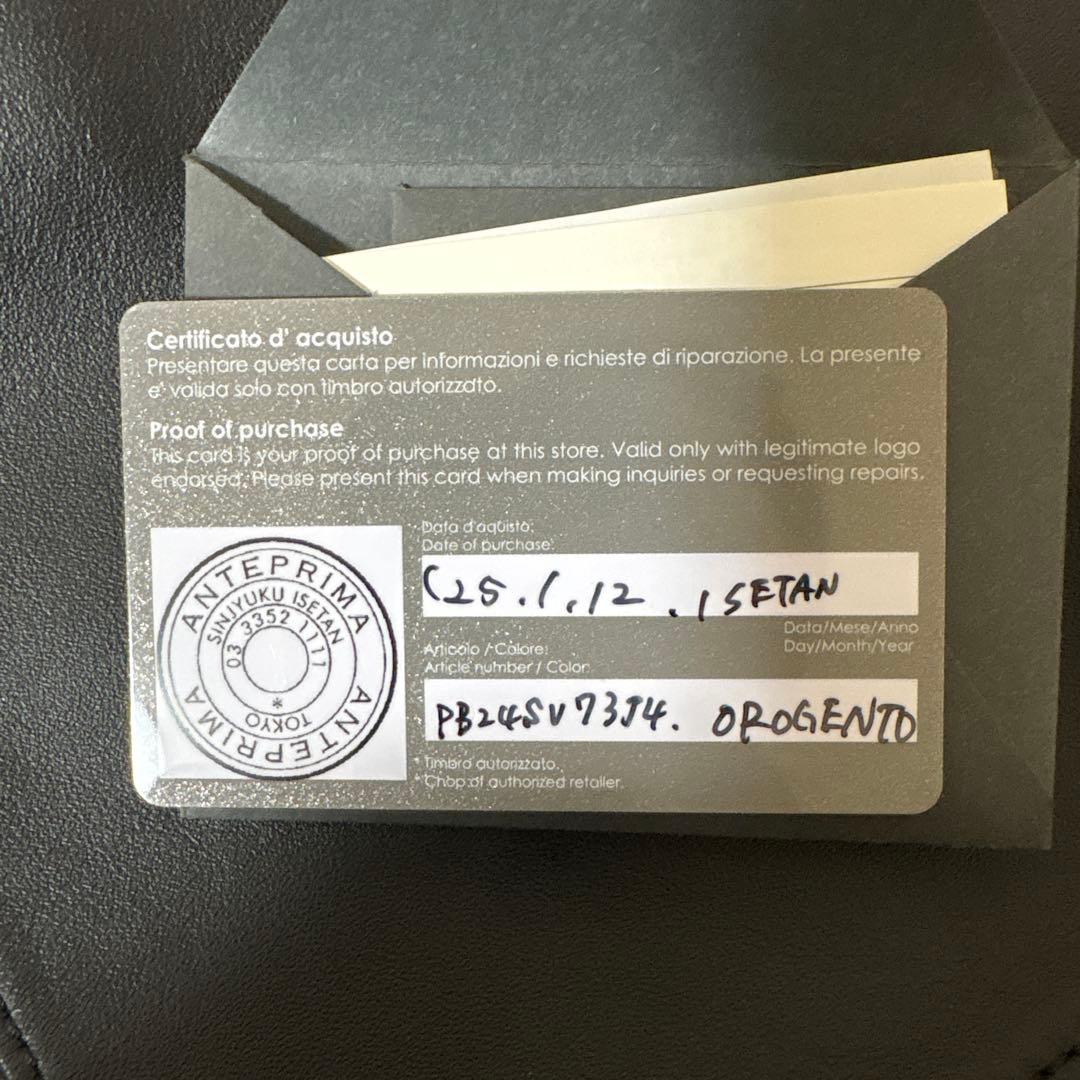 Certificato d' acquisto
Presentare questa carta per informazioni e richieste di riparazione. La presente
e' valida solo con timbro autorizzato.
Proof of purchase
This card is your proof of purchase at this store. Valid only with legitimate logo
endorsed. Please present this card when making inquiries or requesting repairs.
ANTEPRIMA
SINJYUKU ISETAN
03 3352 1111
*
TOKYO
ANTEPRIMA
Data d'aquisto:
Date of purchase:
'25.1.12 .ISETAN
Data/Mese/Anno
Day/Month/Year
Articolo / Colore:
Article number / Color:
PB24SV73J4. OROGENTO
* Timbro autorizzato.
* Chop of authorized retailer.